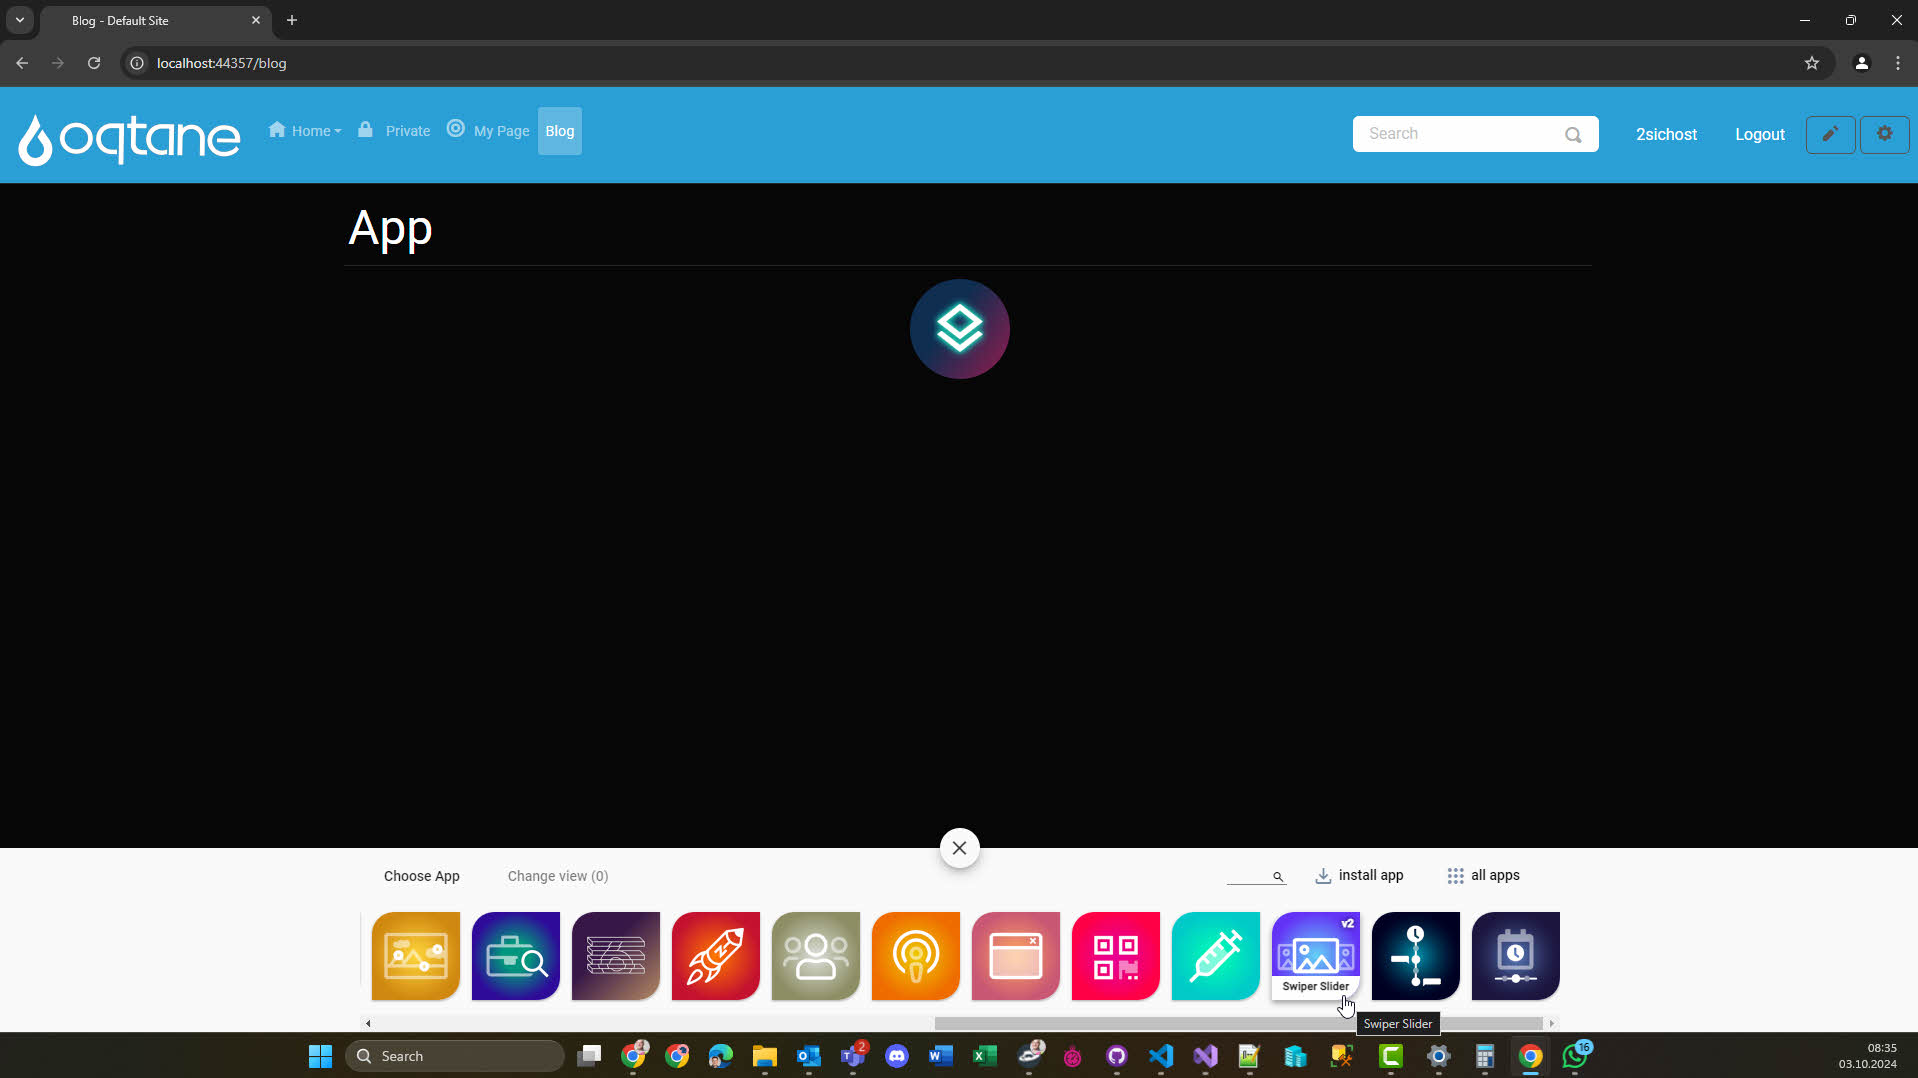 Blog - Default Site
localhost:44357/blog
oqtane
Home
Private
My Page
Blog
Search
2sichost
Logout
App
Choose App
Change view (0)
install app
all apps
v2
Swiper Slider
Swiper Slider
Search
2
16
08:35
03.10.2024